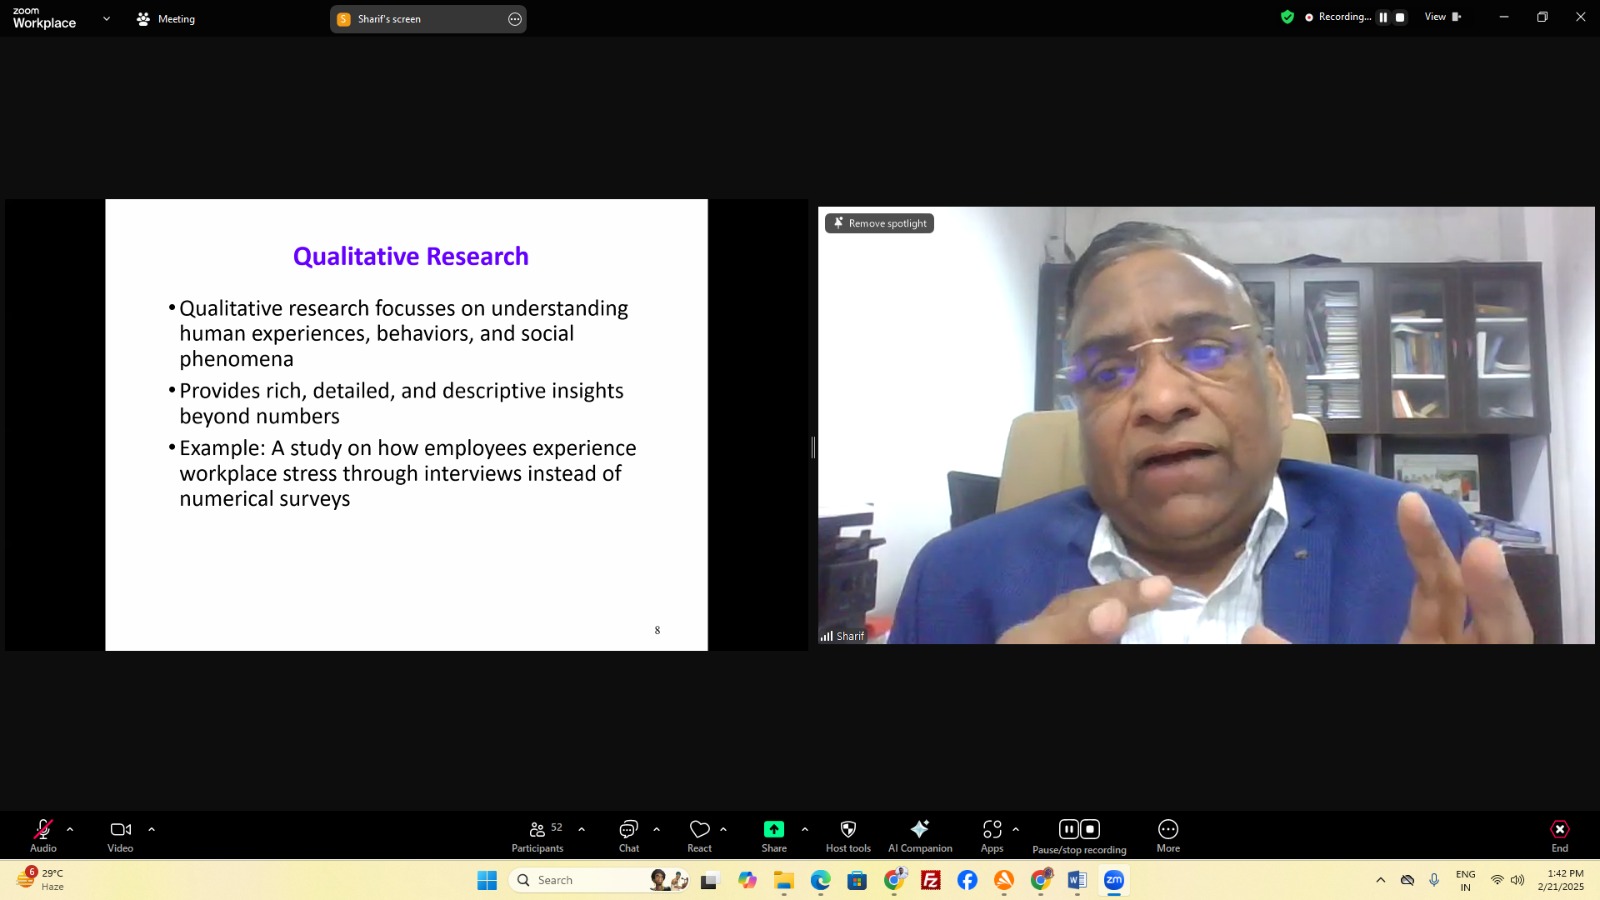 zoom
Workplace
Meeting
S
Sharif's screen
Recording...
View
Qualitative Research
•Qualitative research focusses on understanding
human experiences, behaviors, and social
phenomena
•Provides rich, detailed, and descriptive insights
beyond numbers
•Example: A study on how employees experience
workplace stress through interviews instead of
numerical surveys
8
Remove spotlight
Sharif
Audio
Video
52
Participants
Chat
React
Share
Host tools
AI Companion
Apps
Pause/stop recording
More
End
6
29°C
Haze
Search
Fz
W
zm
ENG
IN
1:42 PM
2/21/2025